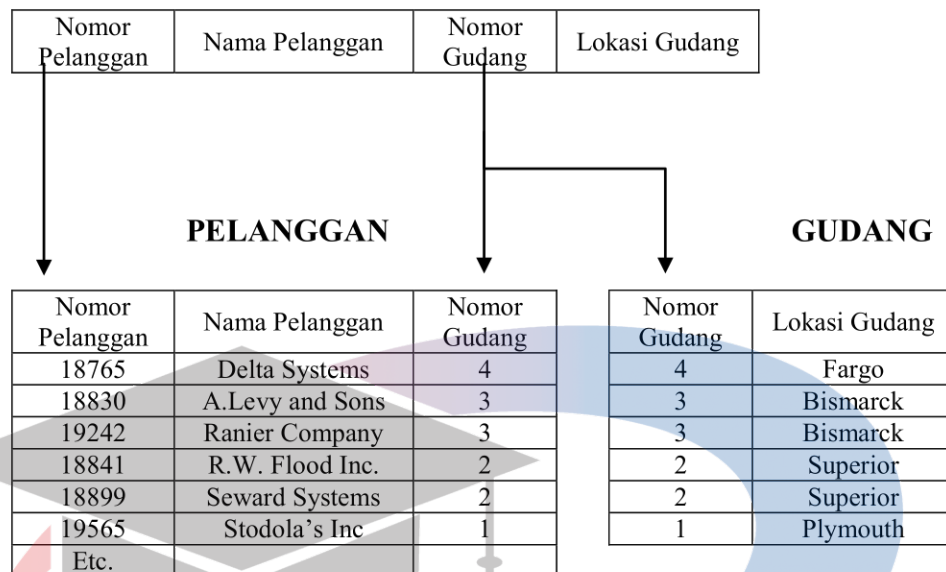 Nomor Pelanggan Nama Pelanggan Nomor Gudang Lokasi Gudang
PELANGGAN GUDANG
Nomor Pelanggan Nama Pelanggan Nomor Gudang
18765 Delta Systems 4
18830 A.Levy and Sons 3
19242 Ranier Company 3
18841 R.W. Flood Inc. 2
18899 Seward Systems 2
19565 Stodola’s Inc 1
Etc.
Nomor Gudang Lokasi Gudang
4 Fargo
3 Bismarck
3 Bismarck
2 Superior
2 Superior
1 Plymouth